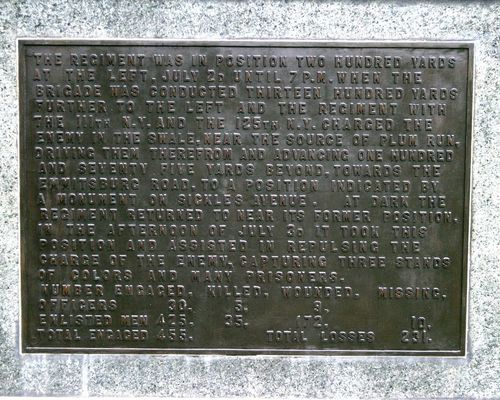 THE REGIMENT WAS IN POSITION TWO HUNDRED YARDS
AT THE LEFT, JULY 2D UNTIL 7 P.M. WHEN THE
BRIGADE WAS CONDUCTED THIRTEEN HUNDRED YARDS
FURTHER TO THE LEFT AND THE REGIMENT WITH
THE 111TH N.Y. AND THE 125TH N.Y. CHARGED THE
ENEMY IN THE SWALE, NEAR THE SOURCE OF PLUM RUN,
DRIVING THEM THEREFROM AND ADVANCING ONE HUNDRED
AND SEVENTY FIVE YARDS BEYOND, TOWARDS THE
EMMITSBURG ROAD, TO A POSITION INDICATED BY
A MONUMENT ON SICKLES AVENUE. AT DARK THE
REGIMENT RETURNED TO NEAR ITS FORMER POSITION.
IN THE AFTERNOON OF JULY 3D IT TOOK THIS
POSITION AND ASSISTED IN REPULSING THE
CHARGE OF THE ENEMY, CAPTURING THREE STANDS
OF COLORS AND MANY PRISONERS.
NUMBER ENGAGED. KILLED. WOUNDED. MISSING.
OFFICERS 30. 5.
ENLISTED MEN 172. 10.
TOTAL ENGAGED 455. TOTAL LOSSES 231.